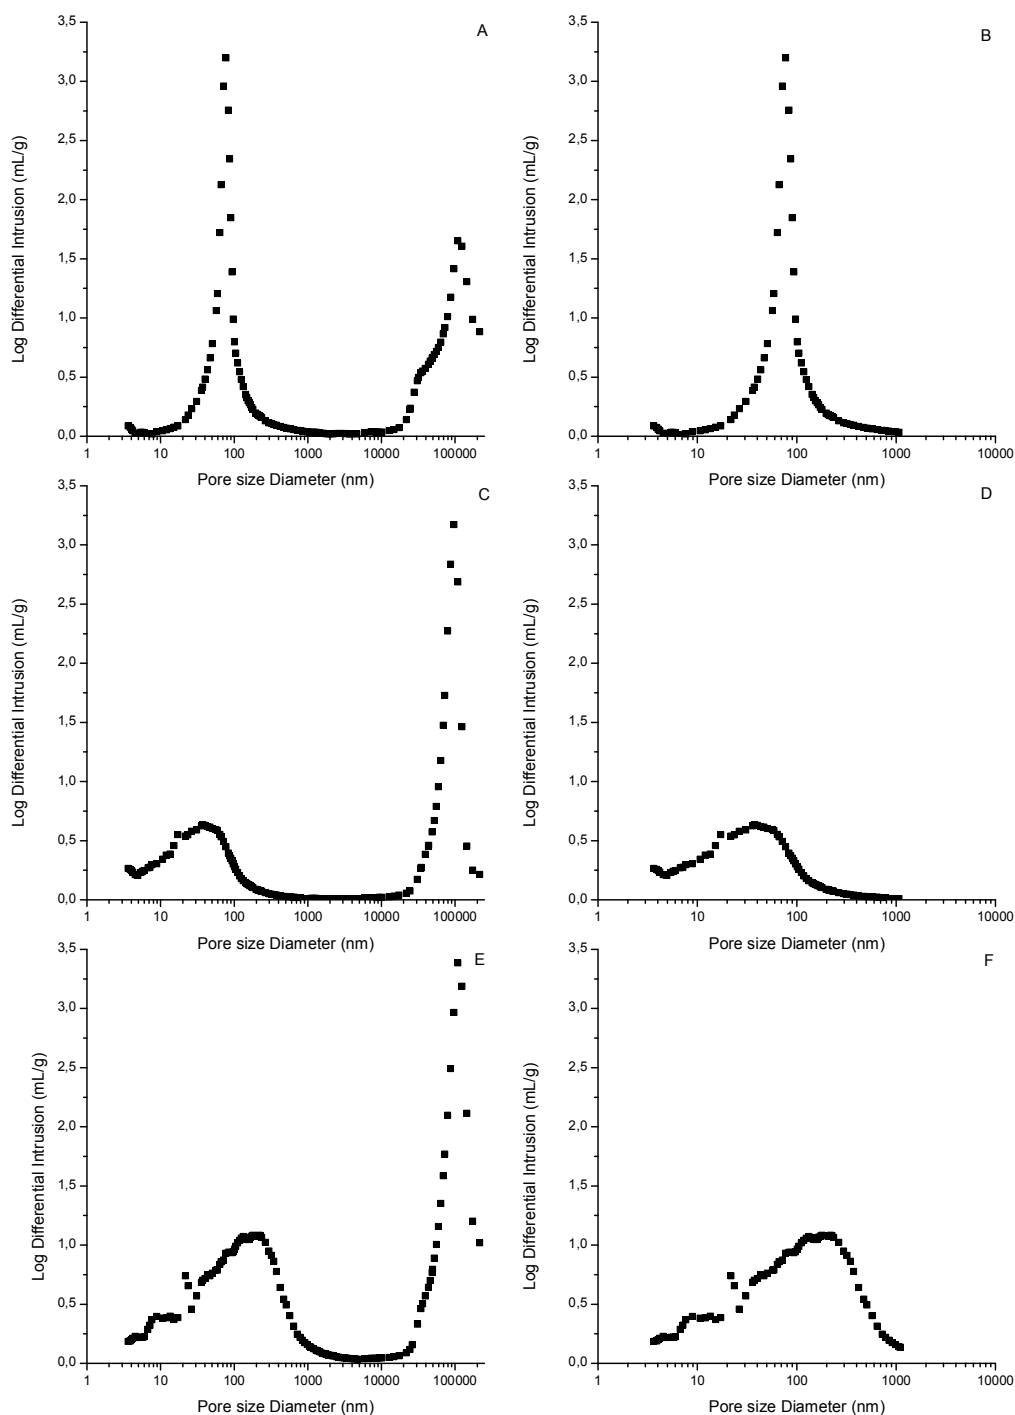 A
3,5
3,0
2,5
2,0
1,5
1,0
0,5
0,0
Log Differential Intrusion (mL/g)
1 10 100 1000 10000 100000
Pore size Diameter (nm)
B
3,5
3,0
2,5
2,0
1,5
1,0
0,5
0,0
Log Differential Intrusion (mL/g)
1 10 100 1000 10000
Pore size Diameter (nm)
C
3,5
3,0
2,5
2,0
1,5
1,0
0,5
0,0
Log Differential Intrusion (mL/g)
1 10 100 1000 10000 100000
Pore size Diameter (nm)
D
3,5
3,0
2,5
2,0
1,5
1,0
0,5
0,0
Log Differential Intrusion (mL/g)
1 10 100 1000 10000
Pore size Diameter (nm)
E
3,5
3,0
2,5
2,0
1,5
1,0
0,5
0,0
Log Differential Intrusion (mL/g)
1 10 100 1000 10000 100000
Pore size Diameter (nm)
F
3,5
3,0
2,5
2,0
1,5
1,0
0,5
0,0
Log Differential Intrusion (mL/g)
1 10 100 1000 10000
Pore size Diameter (nm)